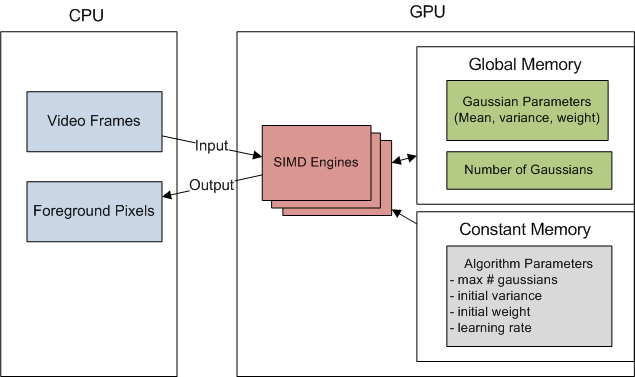 CPU
GPU
Video Frames
Foreground Pixels
Input
Output
SIMD Engines
Global Memory
Gaussian Parameters
(Mean, variance, weight)
Number of Gaussians
Constant Memory
Algorithm Parameters
- max # gaussians
- initial variance
- initial weight
- learning rate